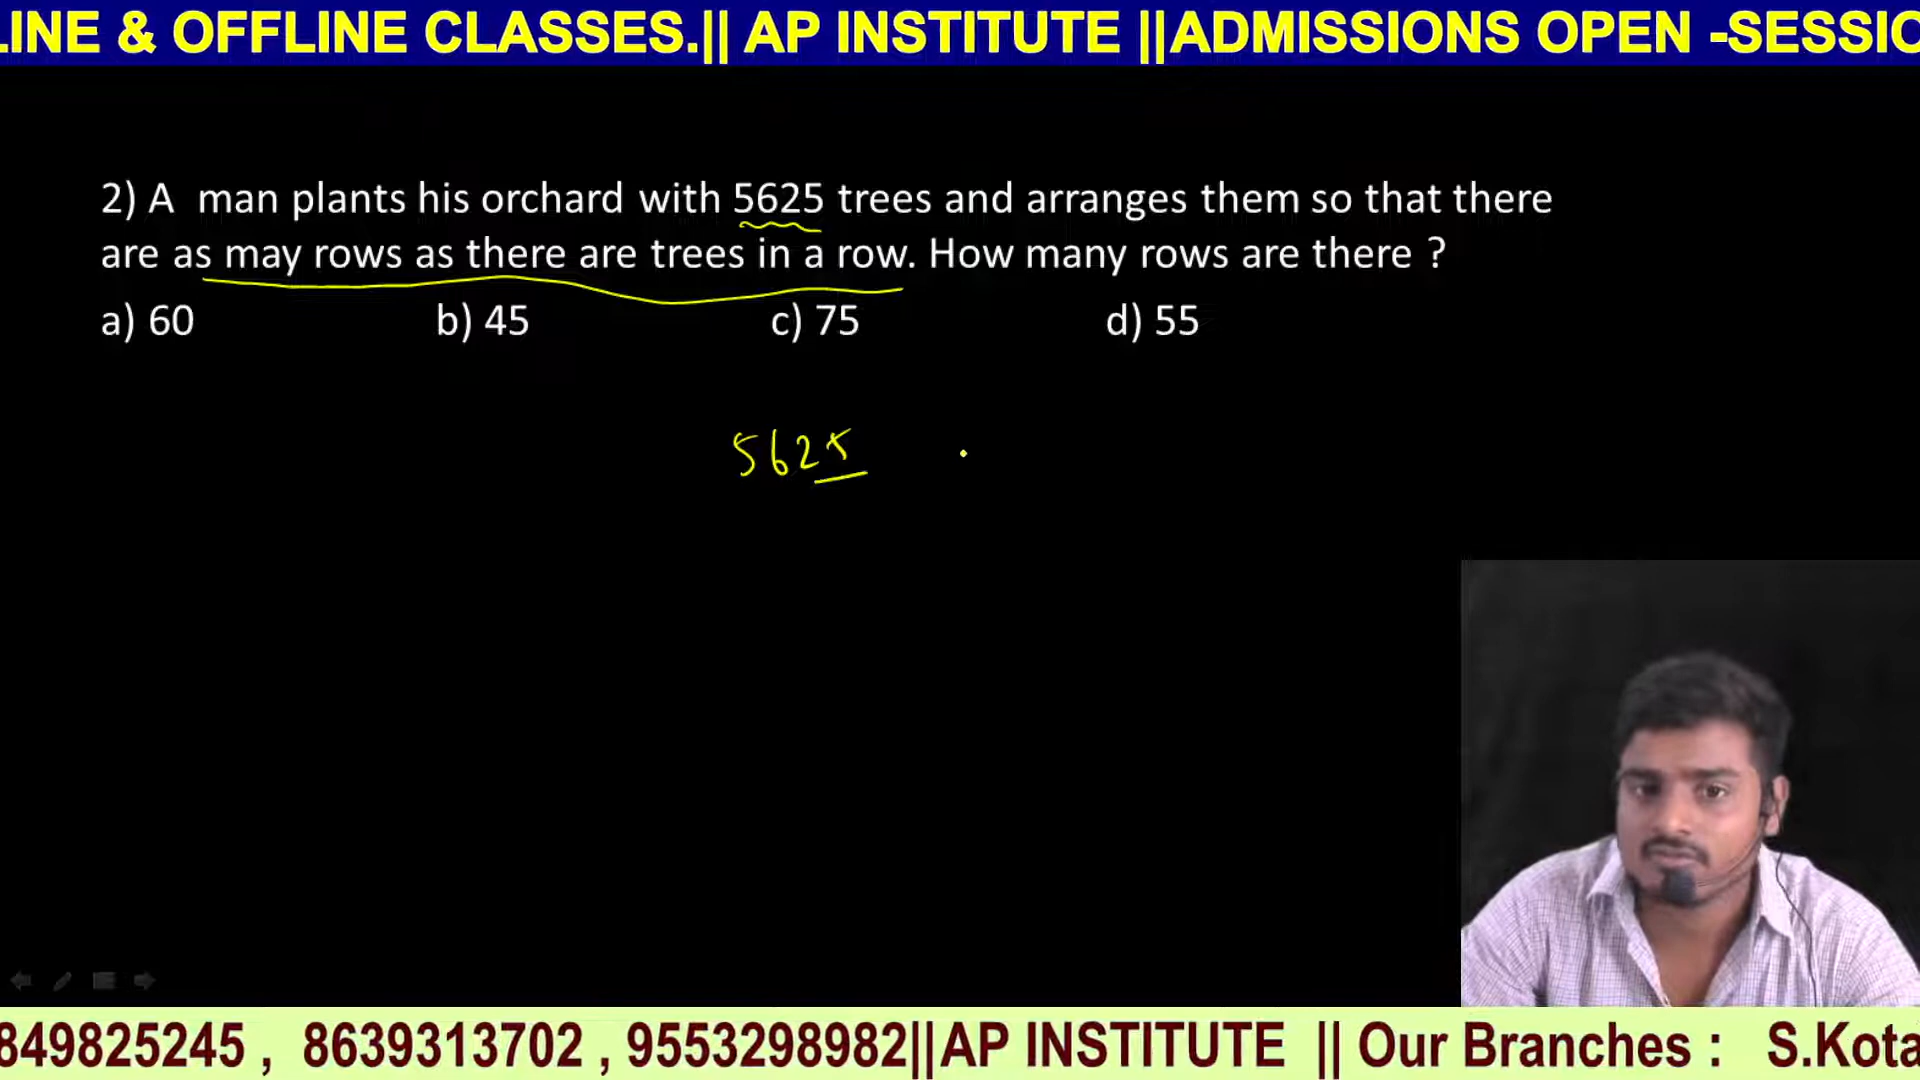 LINE & OFFLINE CLASSES.|| AP INSTITUTE ||ADMISSIONS OPEN -SESSIO
2) A man plants his orchard with 5625 trees and arranges them so that there
are as may rows as there are trees in a row. How many rows are there ?
a) 60 b) 45 c) 75 d) 55
5625
849825245 , 8639313702 , 9553298982||AP INSTITUTE || Our Branches : S.Kota